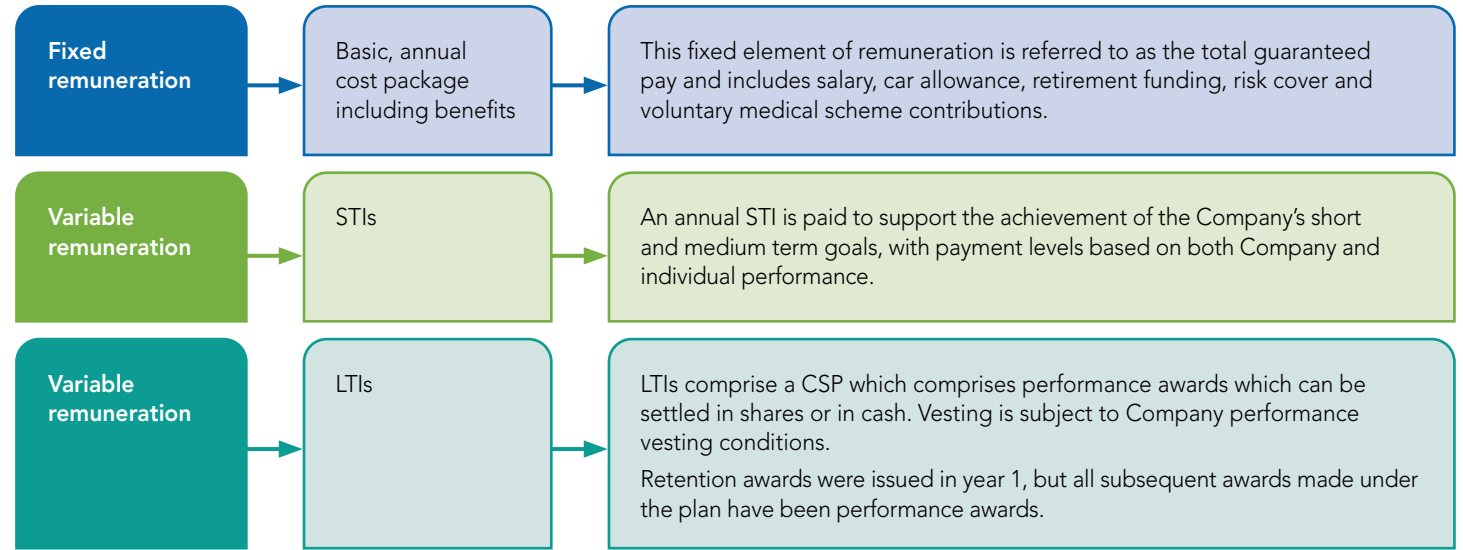 Fixed
remuneration
Basic, annual
cost package
including benefits
This fixed element of remuneration is referred to as the total guaranteed
pay and includes salary, car allowance, retirement funding, risk cover and
voluntary medical scheme contributions.
Variable
remuneration
STIs
An annual STI is paid to support the achievement of the Company’s short
and medium term goals, with payment levels based on both Company and
individual performance.
Variable
remuneration
LTIs
LTIs comprise a CSP which comprises performance awards which can be
settled in shares or in cash. Vesting is subject to Company performance
vesting conditions.
Retention awards were issued in year 1, but all subsequent awards made under
the plan have been performance awards.